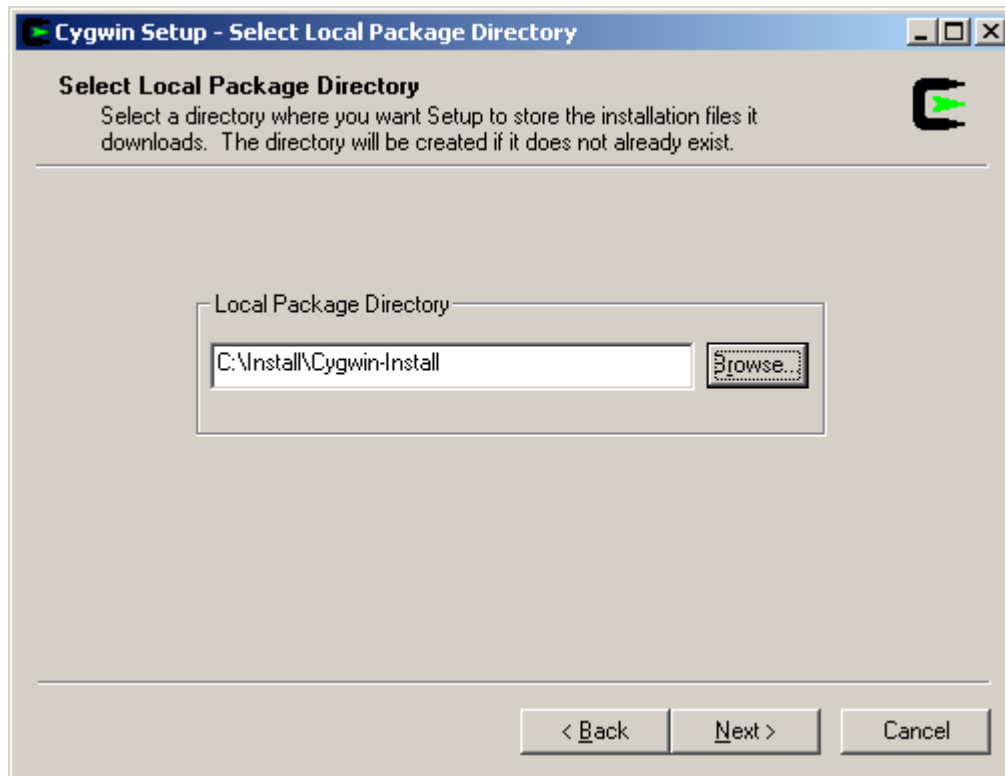 Cygwin Setup - Select Local Package Directory
Select Local Package Directory
Select a directory where you want Setup to store the installation files it
downloads.  The directory will be created if it does not already exist.
Local Package Directory
C:\Install\Cygwin-Install
Browse...
< Back
Next >
Cancel